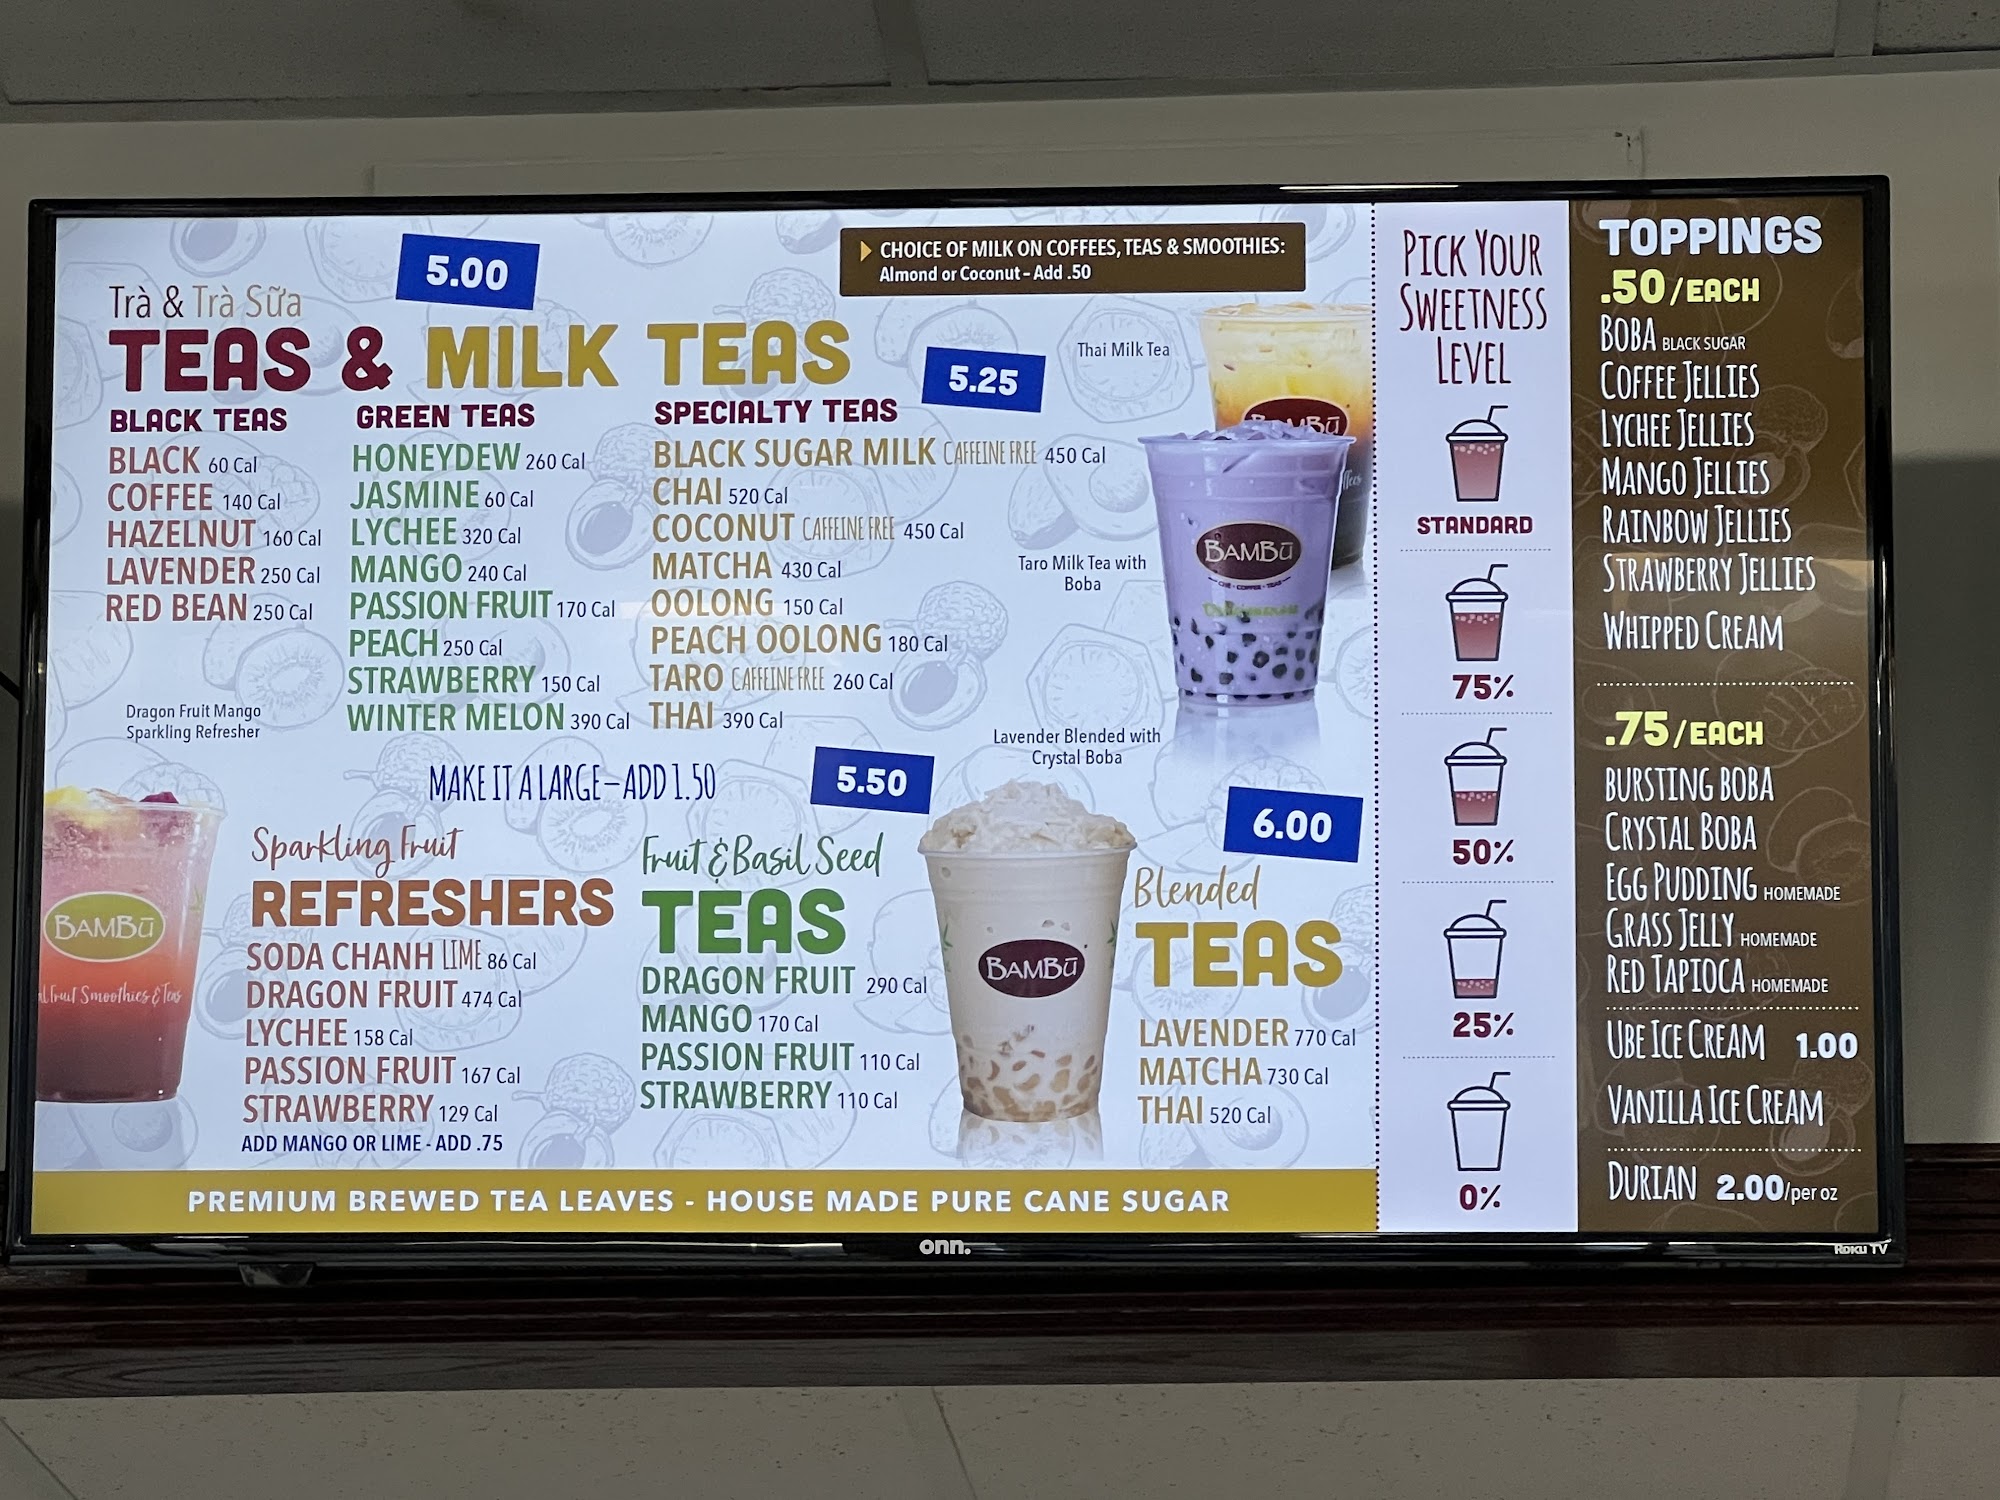 5.00
Trà & Trà Sữa
TEAS & MILK TEAS
CHOICE OF MILK ON COFFEES, TEAS & SMOOTHIES:
Almond or Coconut – Add .50
BLACK TEAS
BLACK 60 Cal
COFFEE 140 Cal
HAZELNUT 160 Cal
LAVENDER 250 Cal
RED BEAN 250 Cal
GREEN TEAS
HONEYDEW 260 Cal
JASMINE 60 Cal
LYCHEE 320 Cal
MANGO 240 Cal
PASSION FRUIT 170 Cal
PEACH 250 Cal
STRAWBERRY 150 Cal
WINTER MELON 390 Cal
5.25
SPECIALTY TEAS
BLACK SUGAR MILK CAFFEINE FREE 450 Cal
CHAI 520 Cal
COCONUT CAFFEINE FREE 450 Cal
MATCHA 430 Cal
OOLONG 150 Cal
PEACH OOLONG 180 Cal
TARO CAFFEINE FREE 260 Cal
THAI 390 Cal
Thai Milk Tea
BAMBŪ
Taro Milk Tea with
Boba
BAMBŪ
CHÈ · COFFEE · TEAS
Dragon Fruit Mango
Sparkling Refresher
BAMBŪ
Fruit Smoothies & Teas
MAKE IT A LARGE – ADD 1.50
Sparkling Fruit
REFRESHERS
SODA CHANH LIME 86 Cal
DRAGON FRUIT 474 Cal
LYCHEE 158 Cal
PASSION FRUIT 167 Cal
STRAWBERRY 129 Cal
ADD MANGO OR LIME - ADD .75
5.50
Fruit & Basil Seed
TEAS
DRAGON FRUIT 290 Cal
MANGO 170 Cal
PASSION FRUIT 110 Cal
STRAWBERRY 110 Cal
Lavender Blended with
Crystal Boba
BAMBŪ
6.00
Blended
TEAS
LAVENDER 770 Cal
MATCHA 730 Cal
THAI 520 Cal
PREMIUM BREWED TEA LEAVES - HOUSE MADE PURE CANE SUGAR
PICK YOUR
SWEETNESS
LEVEL
STANDARD
75%
50%
25%
0%
TOPPINGS
.50/EACH
BOBA BLACK SUGAR
COFFEE JELLIES
LYCHEE JELLIES
MANGO JELLIES
RAINBOW JELLIES
STRAWBERRY JELLIES
WHIPPED CREAM
.75/EACH
BURSTING BOBA
CRYSTAL BOBA
EGG PUDDING HOMEMADE
GRASS JELLY HOMEMADE
RED TAPIOCA HOMEMADE
UBE ICE CREAM 1.00
VANILLA ICE CREAM
DURIAN 2.00/per oz
onn.
ROKU TV